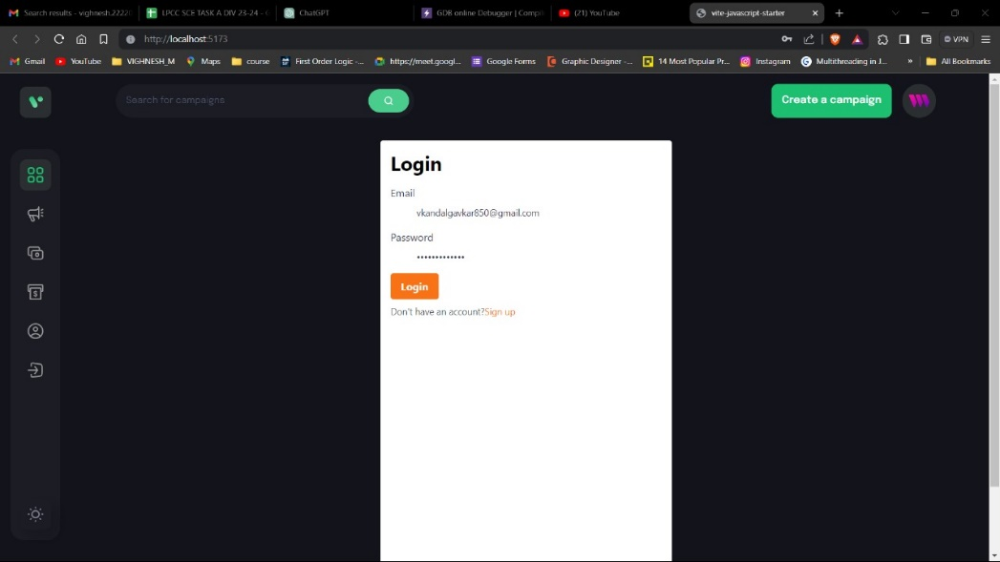 Search results - vighnesh.2222
LPCC SCE TASK A DIV 23-24 -
ChatGPT
GDB online Debugger | Compil
(21) YouTube
vite-javascript-starter
http://localhost:5173
VPN
Gmail
YouTube
VIGHNESH_M
Maps
course
First Order Logic -...
https://meet.googl...
Google Forms
Graphic Designer -...
14 Most Popular Pr...
Instagram
Multithreading in J...
»
All Bookmarks
Search for campaigns
Create a campaign
Login
Email
vkandalgavkar850@gmail.com
Password
•••••••••••••
Login
Don't have an account?Sign up